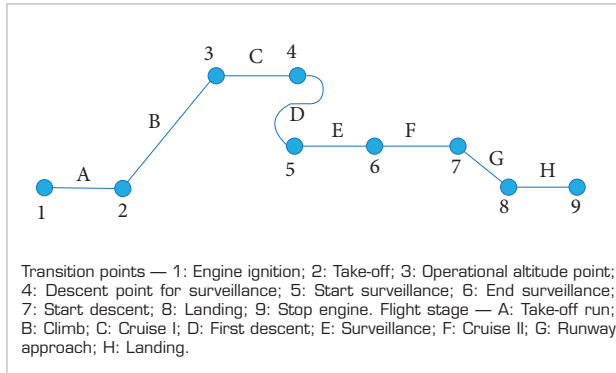 3 C 4
B D
E F
5 6 7
A G H
1 2 8 9
Transition points — 1: Engine ignition; 2: Take-off; 3: Operational altitude point;
4: Descent point for surveillance; 5: Start surveillance; 6: End surveillance;
7: Start descent; 8: Landing; 9: Stop engine. Flight stage — A: Take-off run;
B: Climb; C: Cruise I; D: First descent; E: Surveillance; F: Cruise II; G: Runway
approach; H: Landing.